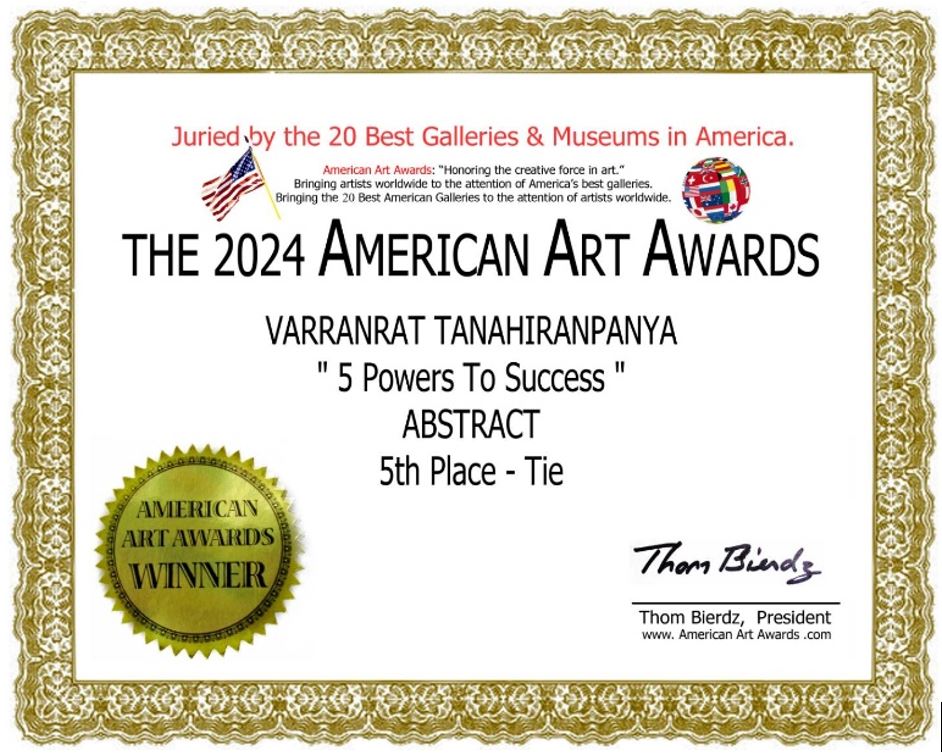 Juried by the 20 Best Galleries & Museums in America.
American Art Awards: “Honoring the creative force in art.”
Bringing artists worldwide to the attention of America’s best galleries.
Bringing the 20 Best American Galleries to the attention of artists worldwide.
THE 2024 AMERICAN ART AWARDS
VARRANRAT TANAHIRANPANYA
" 5 Powers To Success "
ABSTRACT
5th Place - Tie
AMERICAN
ART AWARDS
WINNER
Thom Bierdz
Thom Bierdz, President
www. American Art Awards .com